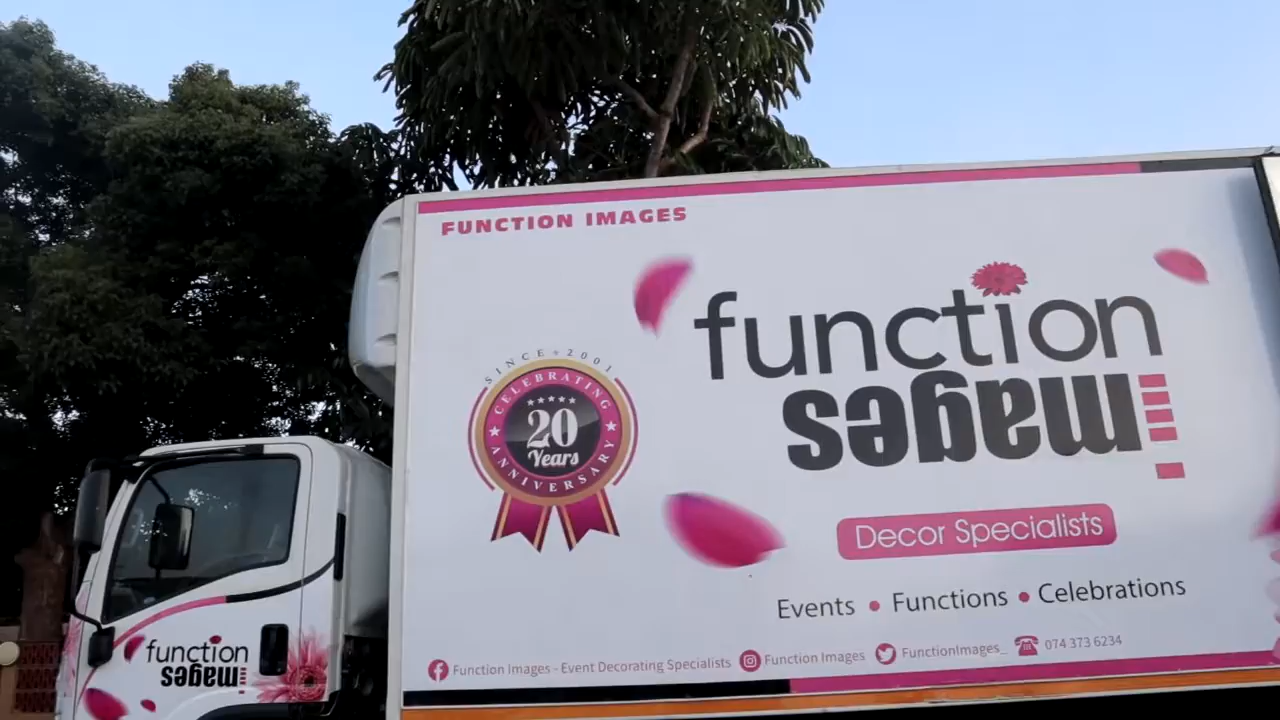 FUNCTION IMAGES
SINCE 2001
CELEBRATING
20
Years
ANNIVERSARY
function
images
Decor Specialists
Events • Functions • Celebrations
Function Images - Event Decorating Specialists Function Images FunctionImages_ 074 373 6234
function
images